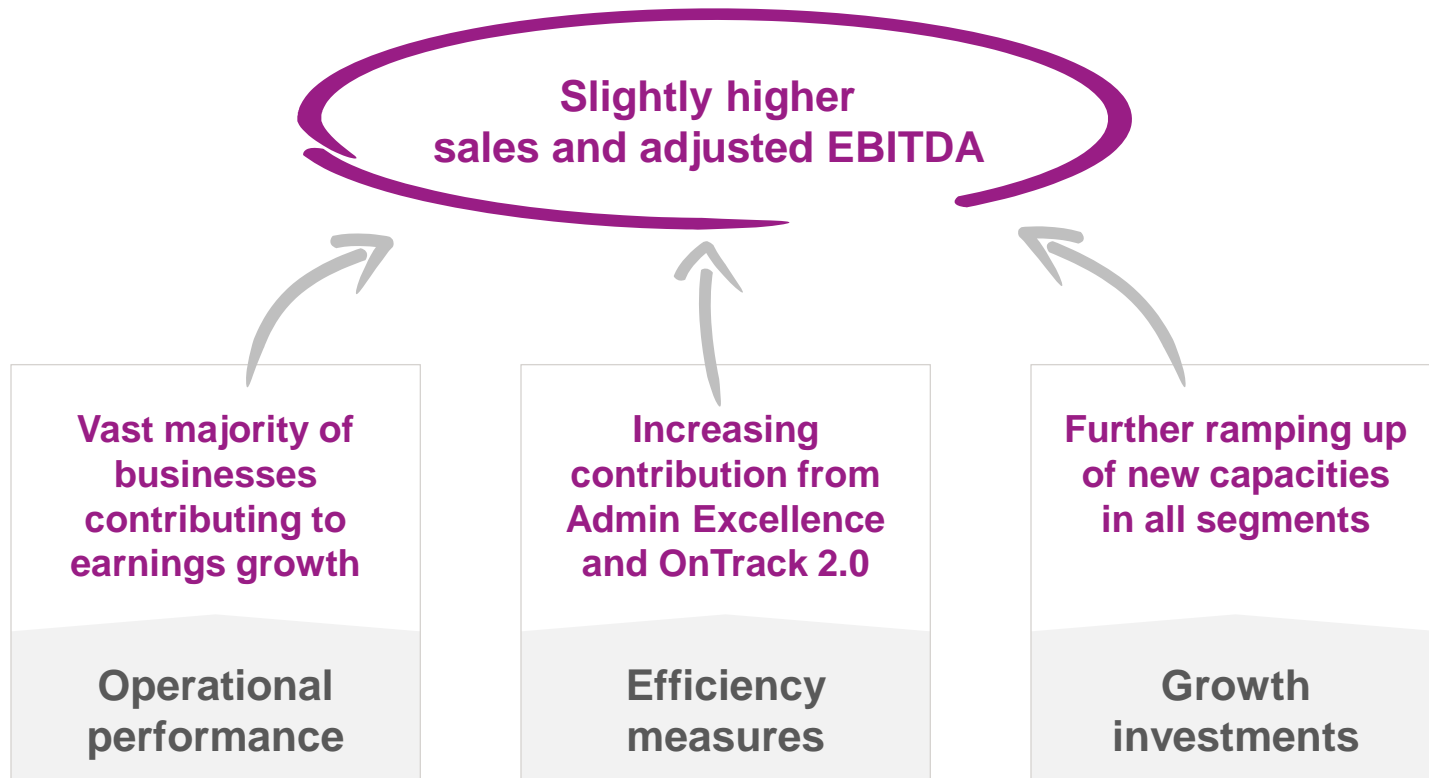 Slightly higher
sales and adjusted EBITDA
Vast majority of
businesses
contributing to
earnings growth
Operational
performance
Increasing
contribution from
Admin Excellence
and OnTrack 2.0
Efficiency
measures
Further ramping up
of new capacities
in all segments
Growth
investments